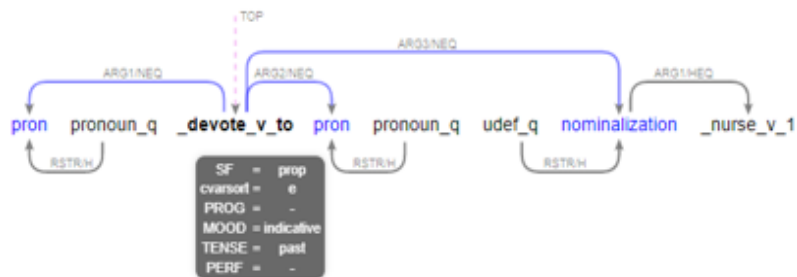 TOP
ARG3/NEQ
ARG1/NEQ ARG2/NEQ ARG1/HEQ
pron pronoun_q _devote_v_to pron pronoun_q udef_q nominalization _nurse_v_1
RSTR/H RSTR/H RSTR/H
SF = prop
cvarsort = e
PROG = -
MOOD = indicative
TENSE = past
PERF = -